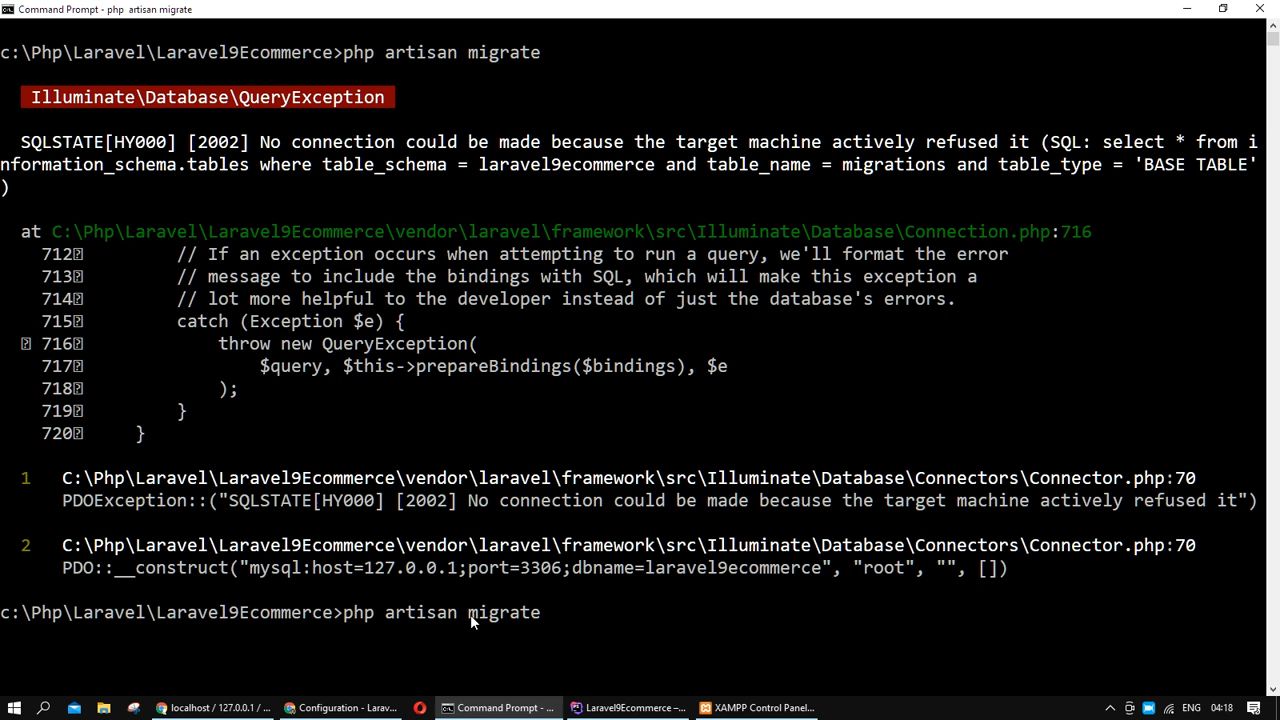 Command Prompt - php  artisan migrate
c:\Php\Laravel\Laravel9Ecommerce>php artisan migrate
Illuminate\Database\QueryException
SQLSTATE[HY000] [2002] No connection could be made because the target machine actively refused it (SQL: select * from i
nformation_schema.tables where table_schema = laravel9ecommerce and table_name = migrations and table_type = 'BASE TABLE'
)
at C:\Php\Laravel\Laravel9Ecommerce\vendor\laravel\framework\src\Illuminate\Database\Connection.php:716
712 // If an exception occurs when attempting to run a query, we'll format the error
713 // message to include the bindings with SQL, which will make this exception a
714 // lot more helpful to the developer instead of just the database's errors.
715 catch (Exception $e) {
716 throw new QueryException(
717 $query, $this->prepareBindings($bindings), $e
718 );
719 }
720 }
1 C:\Php\Laravel\Laravel9Ecommerce\vendor\laravel\framework\src\Illuminate\Database\Connectors\Connector.php:70
PDOException::("SQLSTATE[HY000] [2002] No connection could be made because the target machine actively refused it")
2 C:\Php\Laravel\Laravel9Ecommerce\vendor\laravel\framework\src\Illuminate\Database\Connectors\Connector.php:70
PDO::__construct("mysql:host=127.0.0.1;port=3306;dbname=laravel9ecommerce", "root", "", [])
c:\Php\Laravel\Laravel9Ecommerce>php artisan migrate
localhost / 127.0.0.1 / ... Configuration - Larav... Command Prompt - ... Laravel9Ecommerce –... XAMPP Control Pane... ENG 04:18